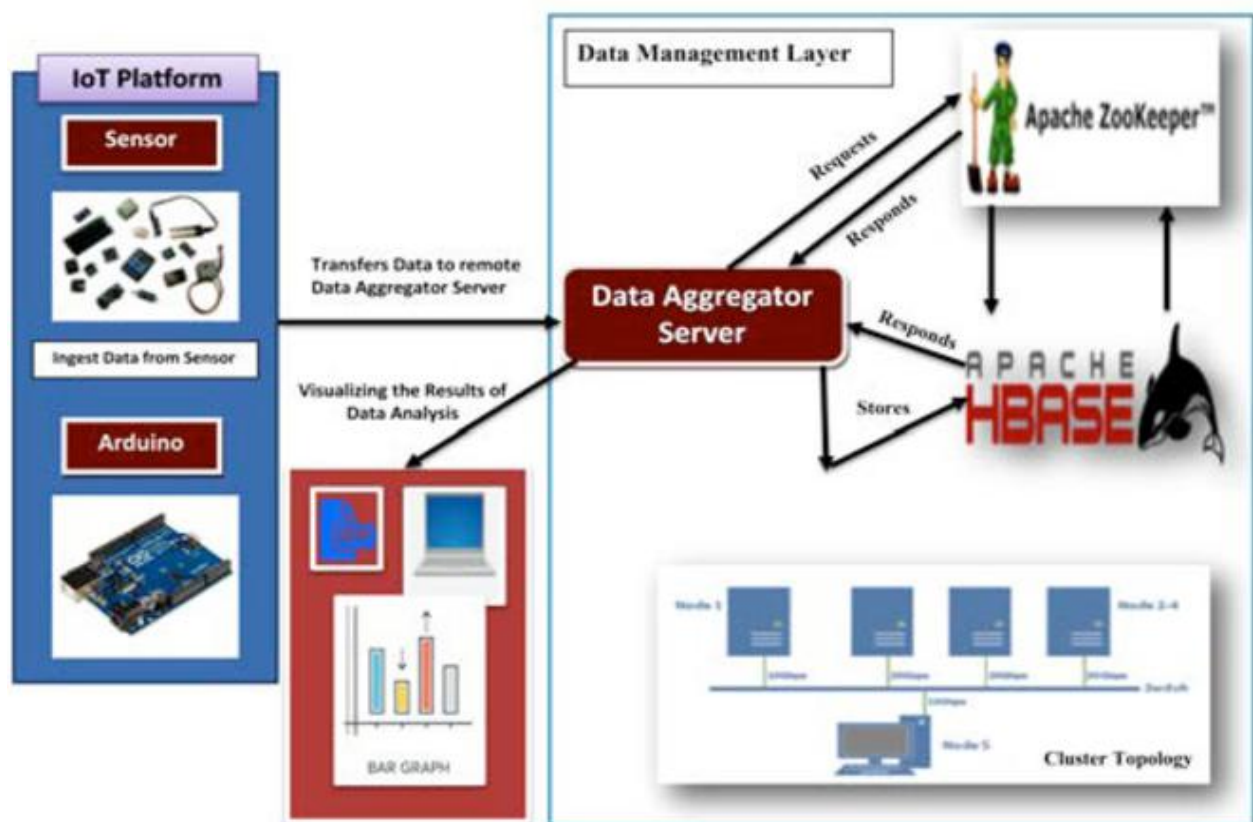 IoT Platform
Sensor
Ingest Data from Sensor
Arduino
Transfers Data to remote
Data Aggregator Server
Visualizing the Results of
Data Analysis
BAR GRAPH
Data Management Layer
Apache ZooKeeper™
Requests
Responds
Data Aggregator
Server
Responds
Stores
APACHE
HBASE
Node 1
Node 2-4
Switch
Node 5
Cluster Topology